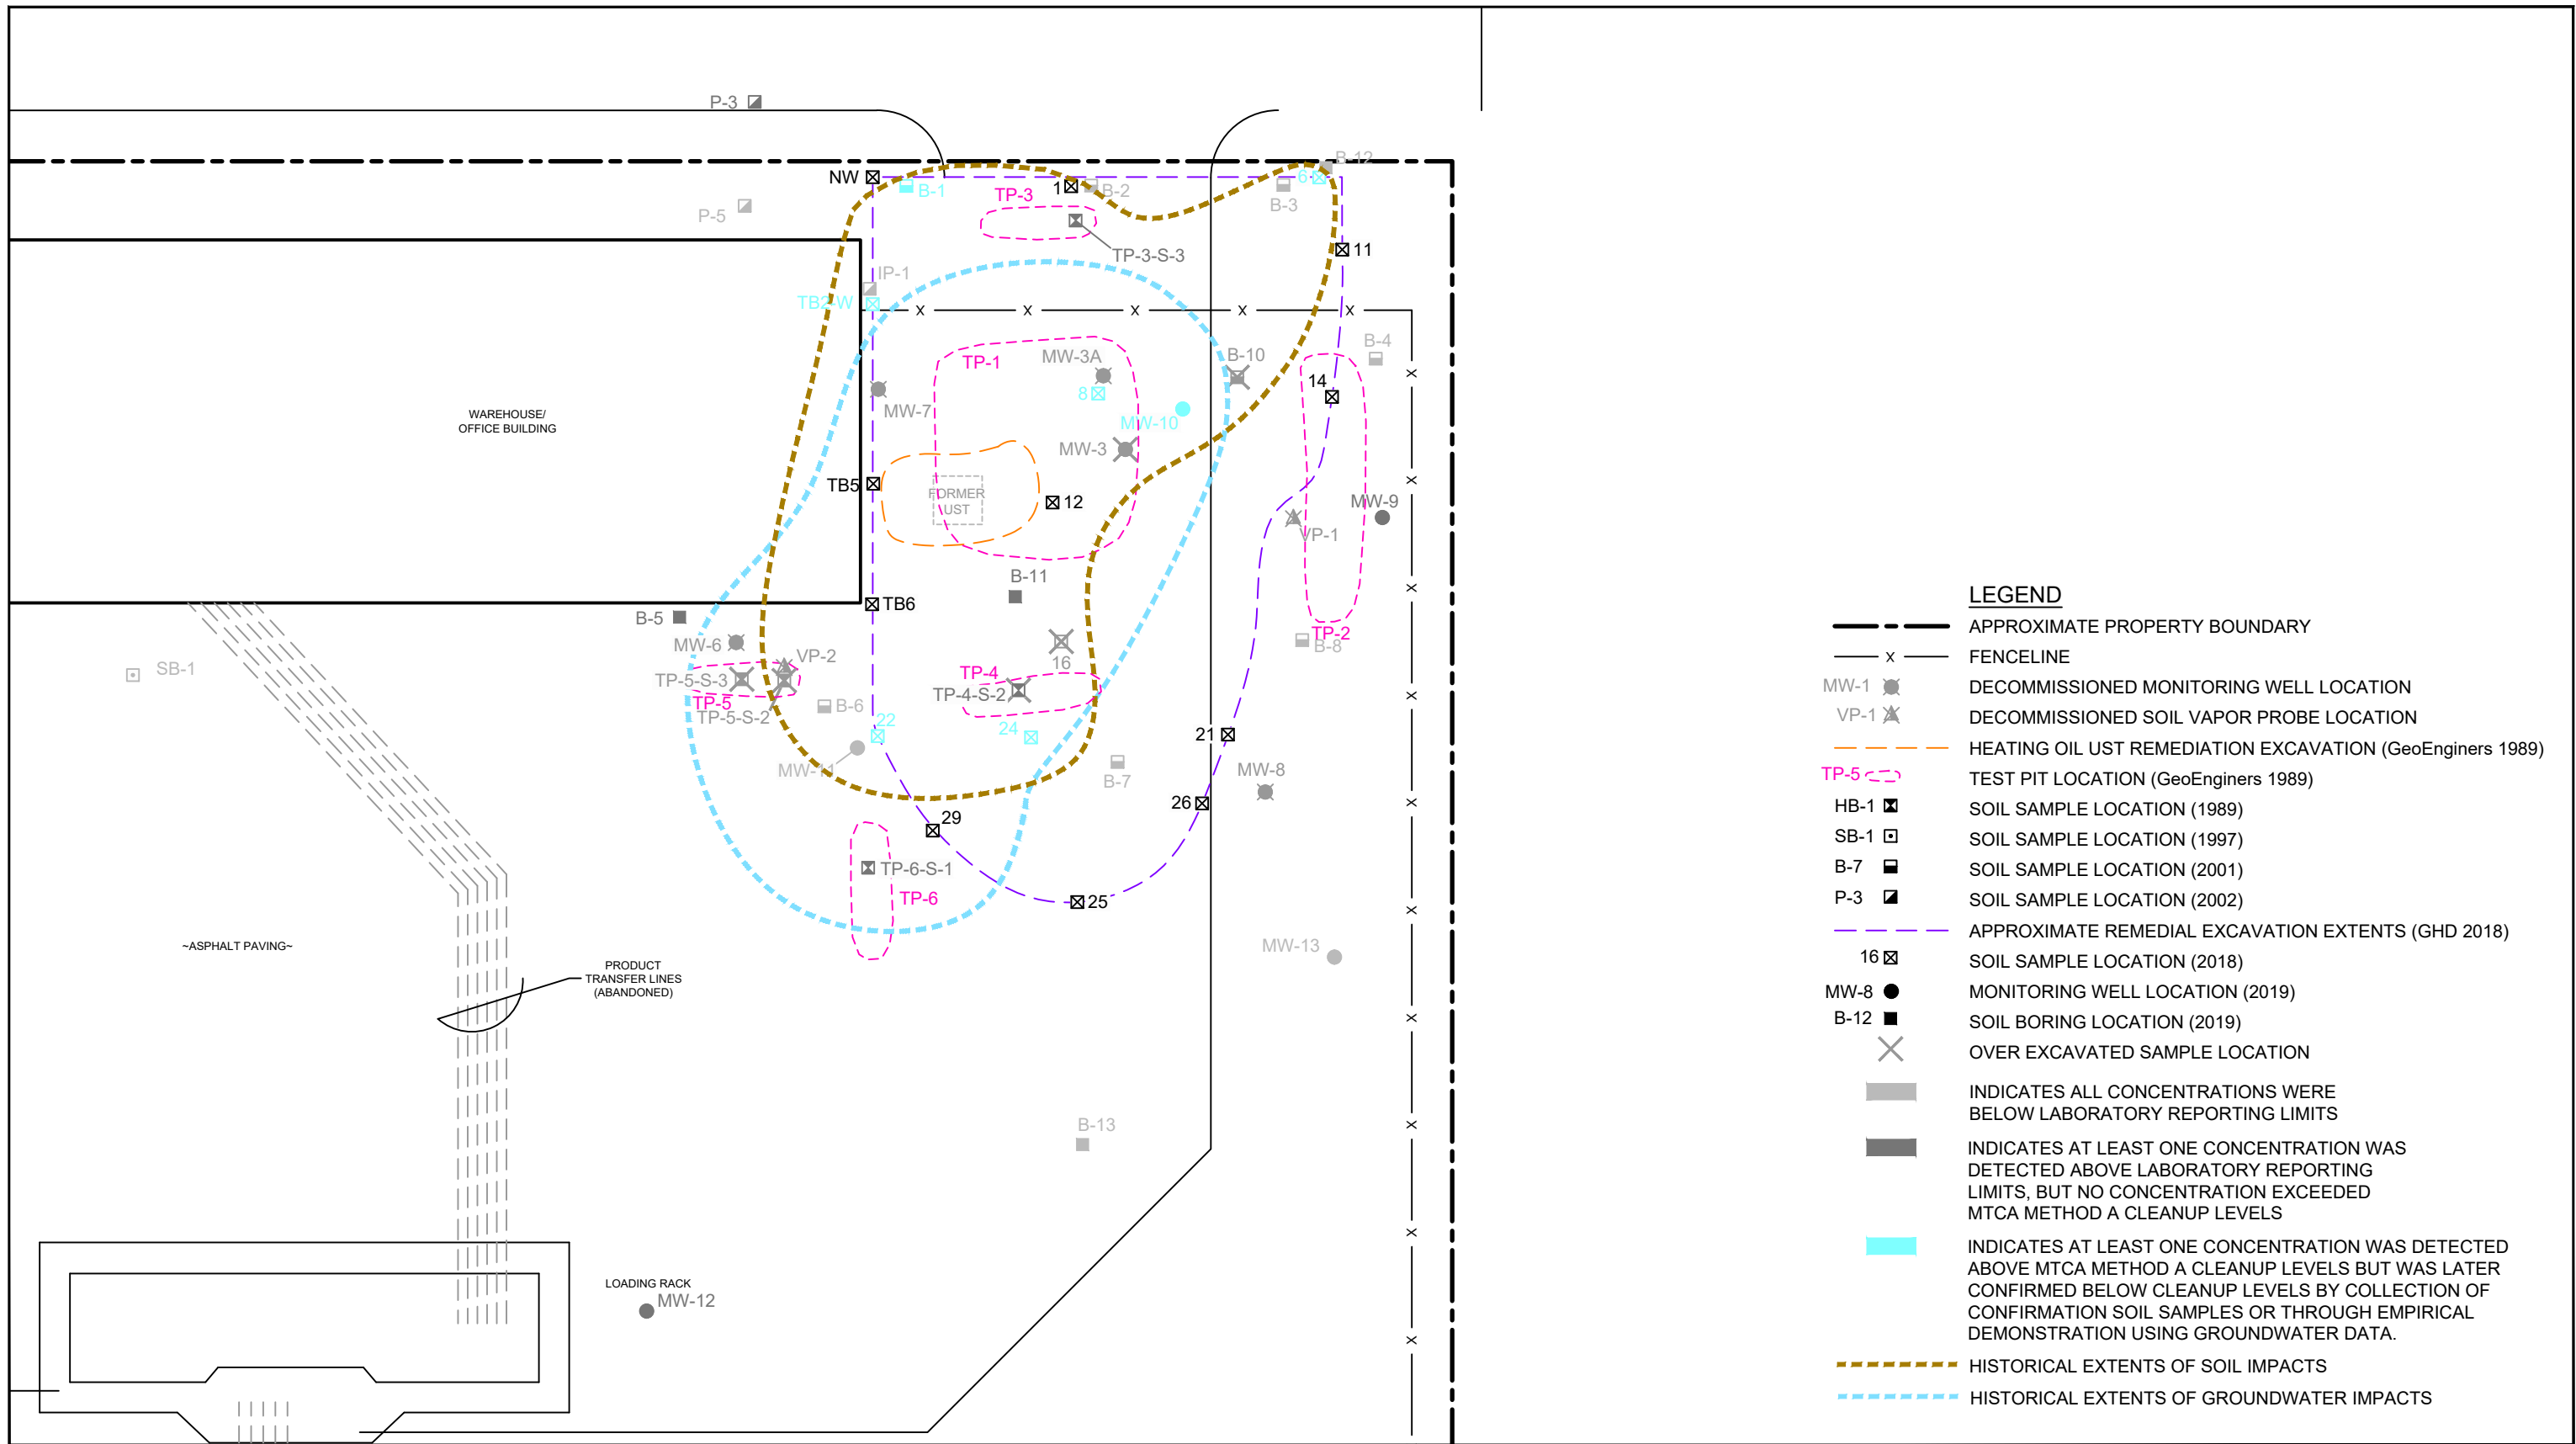 P-3
B-12
NW
B-1
1
B-2
6
B-3
TP-3
P-5
TP-3-S-3
11
IP-1
TB2-W
X
X
X
X
X
B-4
TP-1
MW-3A
B-10
X
14
8
MW-7
MW-10
WAREHOUSE/
OFFICE BUILDING
MW-3
TB5
X
FORMER
UST
12
MW-9
VP-1
B-11
X
TB6
B-5
TP-2
B-8
MW-6
VP-2
16
SB-1
TP-5-S-3
TP-4
TP-4-S-2
X
TP-5
TP-5-S-2
B-6
22
24
21
MW-11
B-7
MW-8
26
X
29
TP-6-S-1
TP-6
25
X
~ASPHALT PAVING~
MW-13
PRODUCT
TRANSFER LINES
(ABANDONED)
X
B-13
X
X
LOADING RACK
MW-12
X
LEGEND
APPROXIMATE PROPERTY BOUNDARY
X FENCELINE
MW-1 DECOMMISSIONED MONITORING WELL LOCATION
VP-1 DECOMMISSIONED SOIL VAPOR PROBE LOCATION
HEATING OIL UST REMEDIATION EXCAVATION (GeoEnginers 1989)
TP-5 TEST PIT LOCATION (GeoEnginers 1989)
HB-1 SOIL SAMPLE LOCATION (1989)
SB-1 SOIL SAMPLE LOCATION (1997)
B-7 SOIL SAMPLE LOCATION (2001)
P-3 SOIL SAMPLE LOCATION (2002)
APPROXIMATE REMEDIAL EXCAVATION EXTENTS (GHD 2018)
16 SOIL SAMPLE LOCATION (2018)
MW-8 MONITORING WELL LOCATION (2019)
B-12 SOIL BORING LOCATION (2019)
OVER EXCAVATED SAMPLE LOCATION
INDICATES ALL CONCENTRATIONS WERE
BELOW LABORATORY REPORTING LIMITS
INDICATES AT LEAST ONE CONCENTRATION WAS
DETECTED ABOVE LABORATORY REPORTING
LIMITS, BUT NO CONCENTRATION EXCEEDED
MTCA METHOD A CLEANUP LEVELS
INDICATES AT LEAST ONE CONCENTRATION WAS DETECTED
ABOVE MTCA METHOD A CLEANUP LEVELS BUT WAS LATER
CONFIRMED BELOW CLEANUP LEVELS BY COLLECTION OF
CONFIRMATION SOIL SAMPLES OR THROUGH EMPIRICAL
DEMONSTRATION USING GROUNDWATER DATA.
HISTORICAL EXTENTS OF SOIL IMPACTS
HISTORICAL EXTENTS OF GROUNDWATER IMPACTS